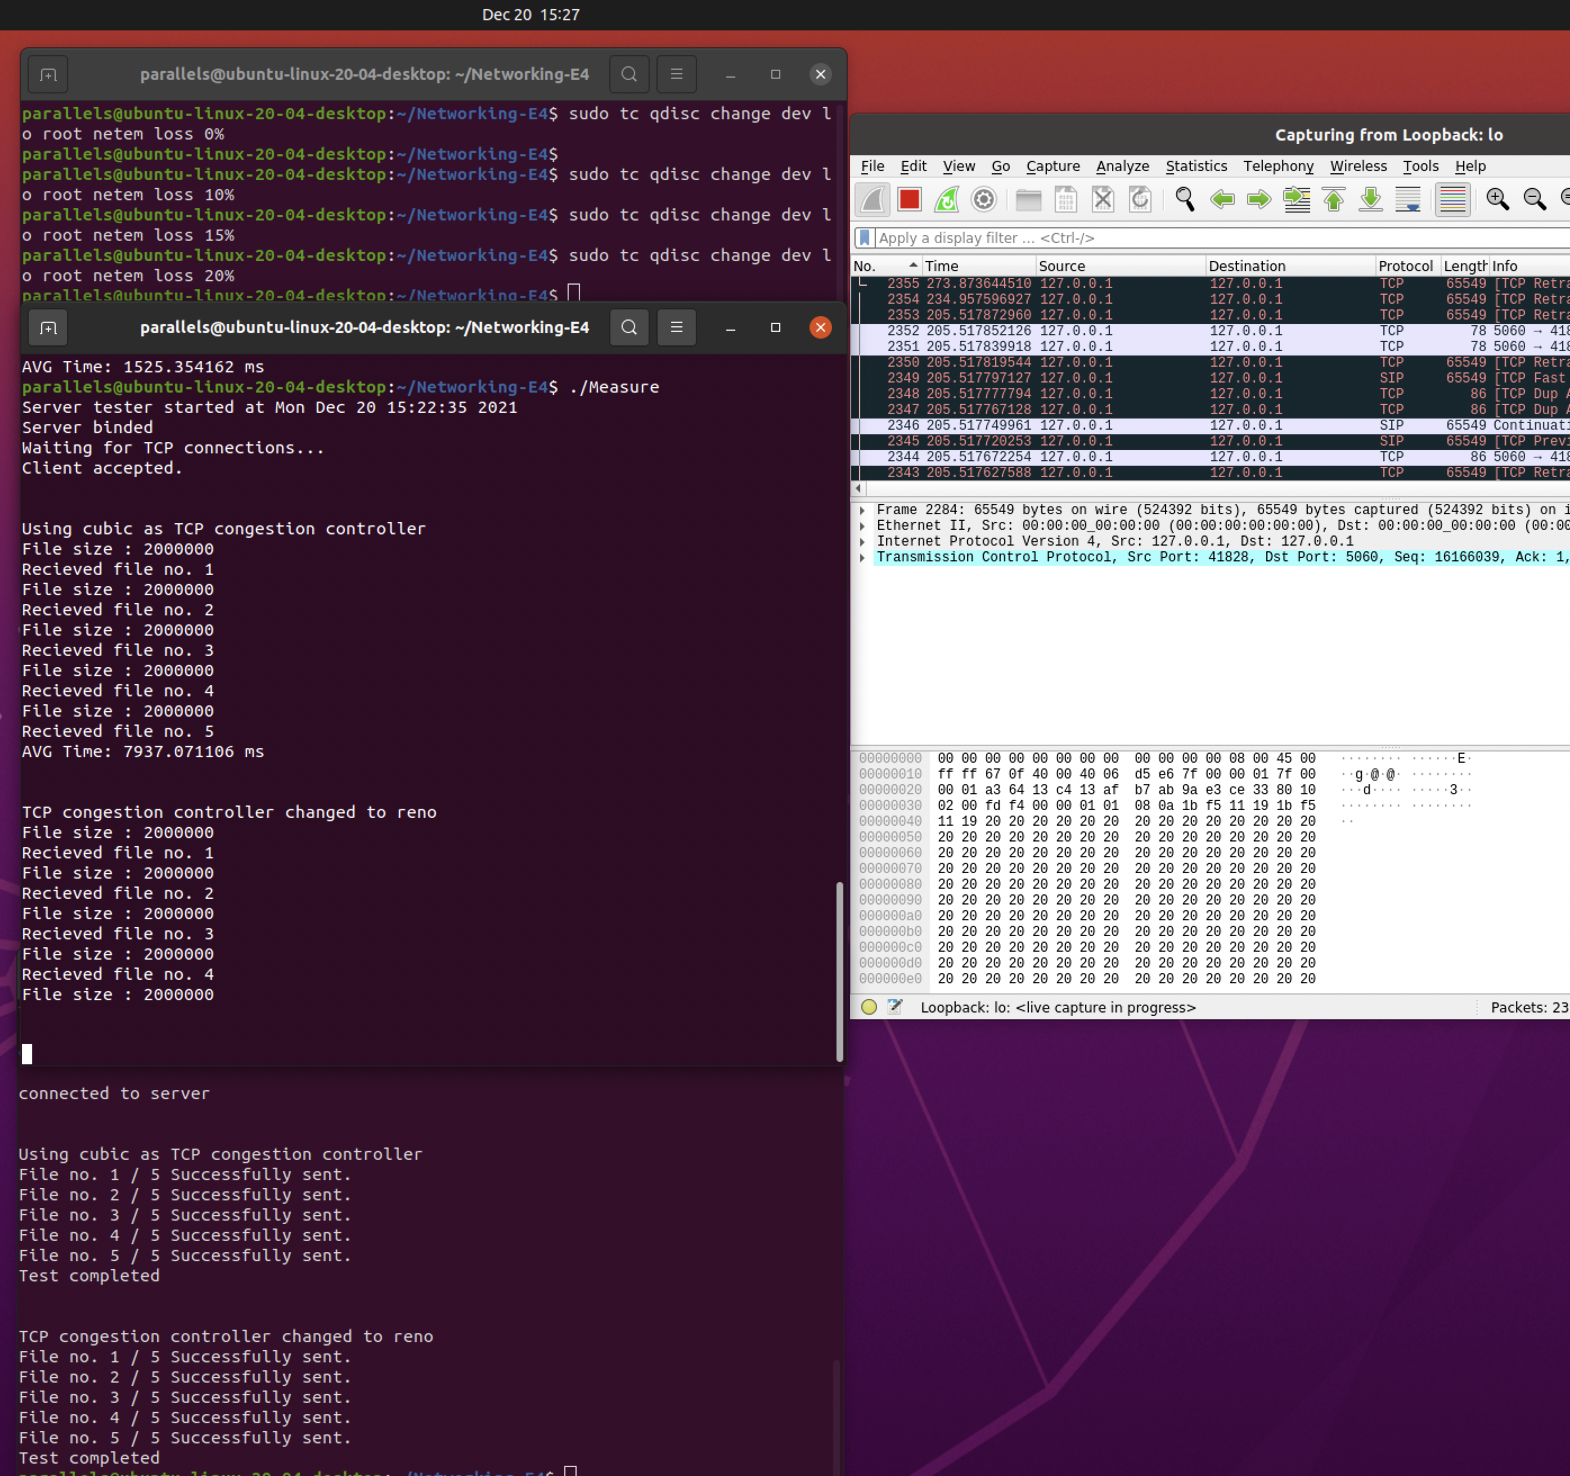 Dec 20  15:27
parallels@ubuntu-linux-20-04-desktop: ~/Networking-E4
parallels@ubuntu-linux-20-04-desktop:~/Networking-E4$ sudo tc qdisc change dev l
o root netem loss 0%
parallels@ubuntu-linux-20-04-desktop:~/Networking-E4$
parallels@ubuntu-linux-20-04-desktop:~/Networking-E4$ sudo tc qdisc change dev l
o root netem loss 10%
parallels@ubuntu-linux-20-04-desktop:~/Networking-E4$ sudo tc qdisc change dev l
o root netem loss 15%
parallels@ubuntu-linux-20-04-desktop:~/Networking-E4$ sudo tc qdisc change dev l
o root netem loss 20%
parallels@ubuntu-linux-20-04-desktop:~/Networking-E4$
parallels@ubuntu-linux-20-04-desktop: ~/Networking-E4
AVG Time: 1525.354162 ms
parallels@ubuntu-linux-20-04-desktop:~/Networking-E4$ ./Measure
Server tester started at Mon Dec 20 15:22:35 2021
Server binded
Waiting for TCP connections...
Client accepted.
Using cubic as TCP congestion controller
File size : 2000000
Recieved file no. 1
File size : 2000000
Recieved file no. 2
File size : 2000000
Recieved file no. 3
File size : 2000000
Recieved file no. 4
File size : 2000000
Recieved file no. 5
AVG Time: 7937.071106 ms
TCP congestion controller changed to reno
File size : 2000000
Recieved file no. 1
File size : 2000000
Recieved file no. 2
File size : 2000000
Recieved file no. 3
File size : 2000000
Recieved file no. 4
File size : 2000000
connected to server
Using cubic as TCP congestion controller
File no. 1 / 5 Successfully sent.
File no. 2 / 5 Successfully sent.
File no. 3 / 5 Successfully sent.
File no. 4 / 5 Successfully sent.
File no. 5 / 5 Successfully sent.
Test completed
TCP congestion controller changed to reno
File no. 1 / 5 Successfully sent.
File no. 2 / 5 Successfully sent.
File no. 3 / 5 Successfully sent.
File no. 4 / 5 Successfully sent.
File no. 5 / 5 Successfully sent.
Test completed
parallels@ubuntu-linux-20-04-desktop:~/Networking-E4$
Capturing from Loopback: lo
File Edit View Go Capture Analyze Statistics Telephony Wireless Tools Help
Apply a display filter ... <Ctrl-/>
No. Time Source Destination Protocol Length Info
2355 273.873644510 127.0.0.1 127.0.0.1 TCP 65549 [TCP Retra
2354 234.957596927 127.0.0.1 127.0.0.1 TCP 65549 [TCP Retra
2353 205.517872960 127.0.0.1 127.0.0.1 TCP 65549 [TCP Retra
2352 205.517852126 127.0.0.1 127.0.0.1 TCP 78 5060 → 418
2351 205.517839918 127.0.0.1 127.0.0.1 TCP 78 5060 → 418
2350 205.517819544 127.0.0.1 127.0.0.1 TCP 65549 [TCP Retra
2349 205.517797127 127.0.0.1 127.0.0.1 SIP 65549 [TCP Fast
2348 205.517777794 127.0.0.1 127.0.0.1 TCP 86 [TCP Dup A
2347 205.517767128 127.0.0.1 127.0.0.1 TCP 86 [TCP Dup A
2346 205.517749961 127.0.0.1 127.0.0.1 SIP 65549 Continuati
2345 205.517720253 127.0.0.1 127.0.0.1 SIP 65549 [TCP Previ
2344 205.517672254 127.0.0.1 127.0.0.1 TCP 86 5060 → 418
2343 205.517627588 127.0.0.1 127.0.0.1 TCP 65549 [TCP Retra
Frame 2284: 65549 bytes on wire (524392 bits), 65549 bytes captured (524392 bits) on i
Ethernet II, Src: 00:00:00_00:00:00 (00:00:00:00:00:00), Dst: 00:00:00_00:00:00 (00:00
Internet Protocol Version 4, Src: 127.0.0.1, Dst: 127.0.0.1
Transmission Control Protocol, Src Port: 41828, Dst Port: 5060, Seq: 16166039, Ack: 1,
00000000 00 00 00 00 00 00 00 00 00 00 00 00 08 00 45 00 ········ ······E·
00000010 ff ff 67 0f 40 00 40 06 d5 e6 7f 00 00 01 7f 00 ··g·@·@· ········
00000020 00 01 a3 64 13 c4 13 af b7 ab 9a e3 ce 33 80 10 ···d···· ·····3··
00000030 02 00 fd f4 00 00 01 01 08 0a 1b f5 11 19 1b f5 ········ ········
00000040 11 19 20 20 20 20 20 20 20 20 20 20 20 20 20 20 ··
00000050 20 20 20 20 20 20 20 20 20 20 20 20 20 20 20 20
00000060 20 20 20 20 20 20 20 20 20 20 20 20 20 20 20 20
00000070 20 20 20 20 20 20 20 20 20 20 20 20 20 20 20 20
00000080 20 20 20 20 20 20 20 20 20 20 20 20 20 20 20 20
00000090 20 20 20 20 20 20 20 20 20 20 20 20 20 20 20 20
000000a0 20 20 20 20 20 20 20 20 20 20 20 20 20 20 20 20
000000b0 20 20 20 20 20 20 20 20 20 20 20 20 20 20 20 20
000000c0 20 20 20 20 20 20 20 20 20 20 20 20 20 20 20 20
000000d0 20 20 20 20 20 20 20 20 20 20 20 20 20 20 20 20
000000e0 20 20 20 20 20 20 20 20 20 20 20 20 20 20 20 20
Loopback: lo: <live capture in progress>
Packets: 23